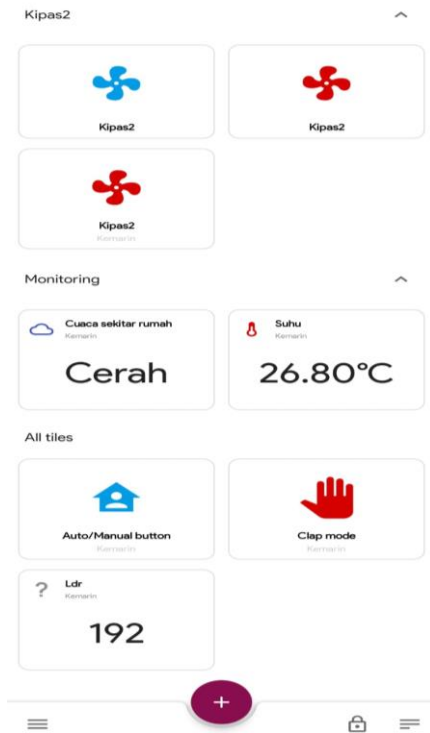 Kipas2
Kipas2
Kipas2
Kipas2
Kemarin
Monitoring
Cuaca sekitar rumah
Kemarin
Cerah
Suhu
Kemarin
26.80°C
All tiles
Auto/Manual button
Kemarin
Clap mode
Kemarin
?
Ldr
Kemarin
192
+